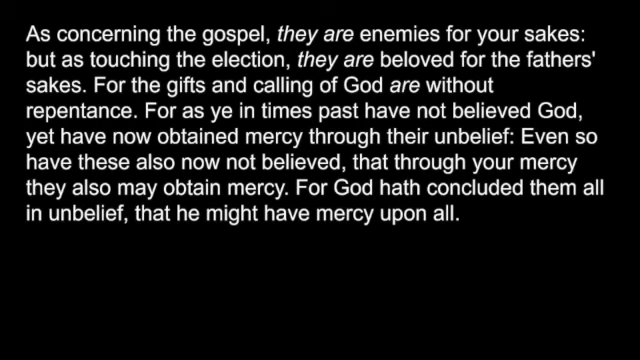 As concerning the gospel, they are enemies for your sakes:
but as touching the election, they are beloved for the fathers'
sakes. For the gifts and calling of God are without
repentance. For as ye in times past have not believed God,
yet have now obtained mercy through their unbelief: Even so
have these also now not believed, that through your mercy
they also may obtain mercy. For God hath concluded them all
in unbelief, that he might have mercy upon all.